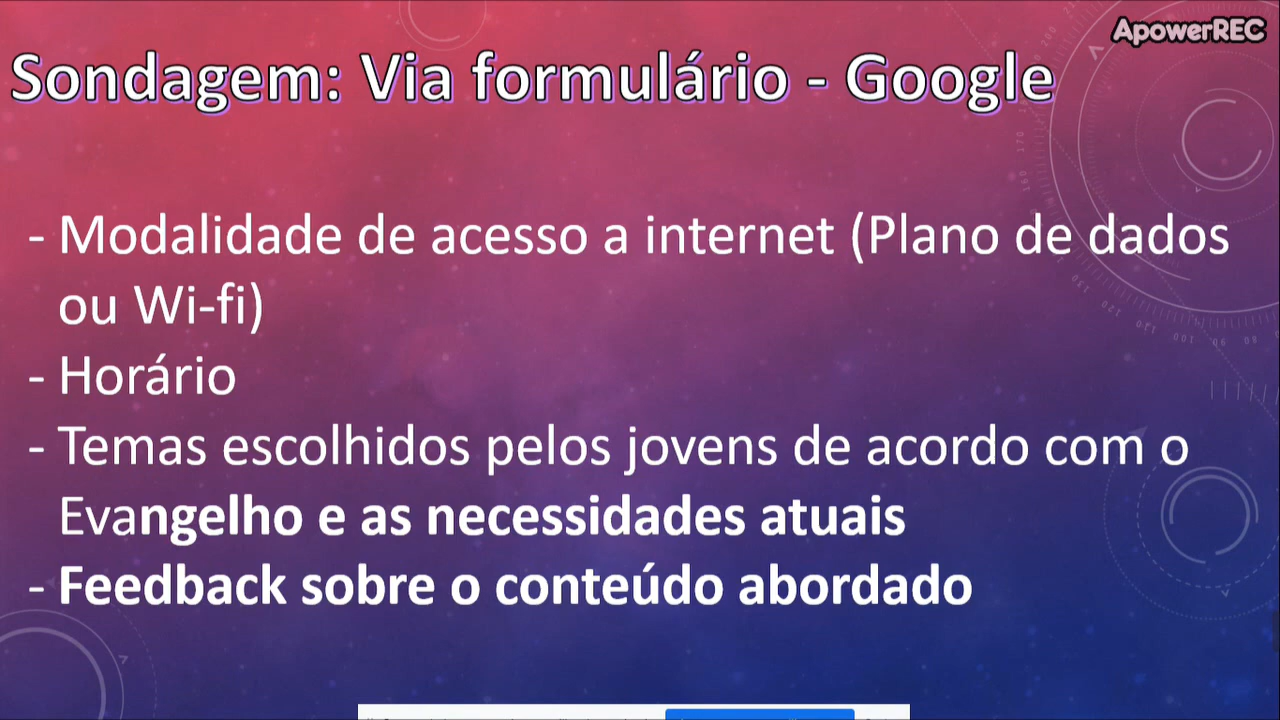 ApowerREC
Sondagem: Via formulário - Google
- Modalidade de acesso a internet (Plano de dados
ou Wi-fi)
- Horário
- Temas escolhidos pelos jovens de acordo com o
Evangelho e as necessidades atuais
- Feedback sobre o conteúdo abordado